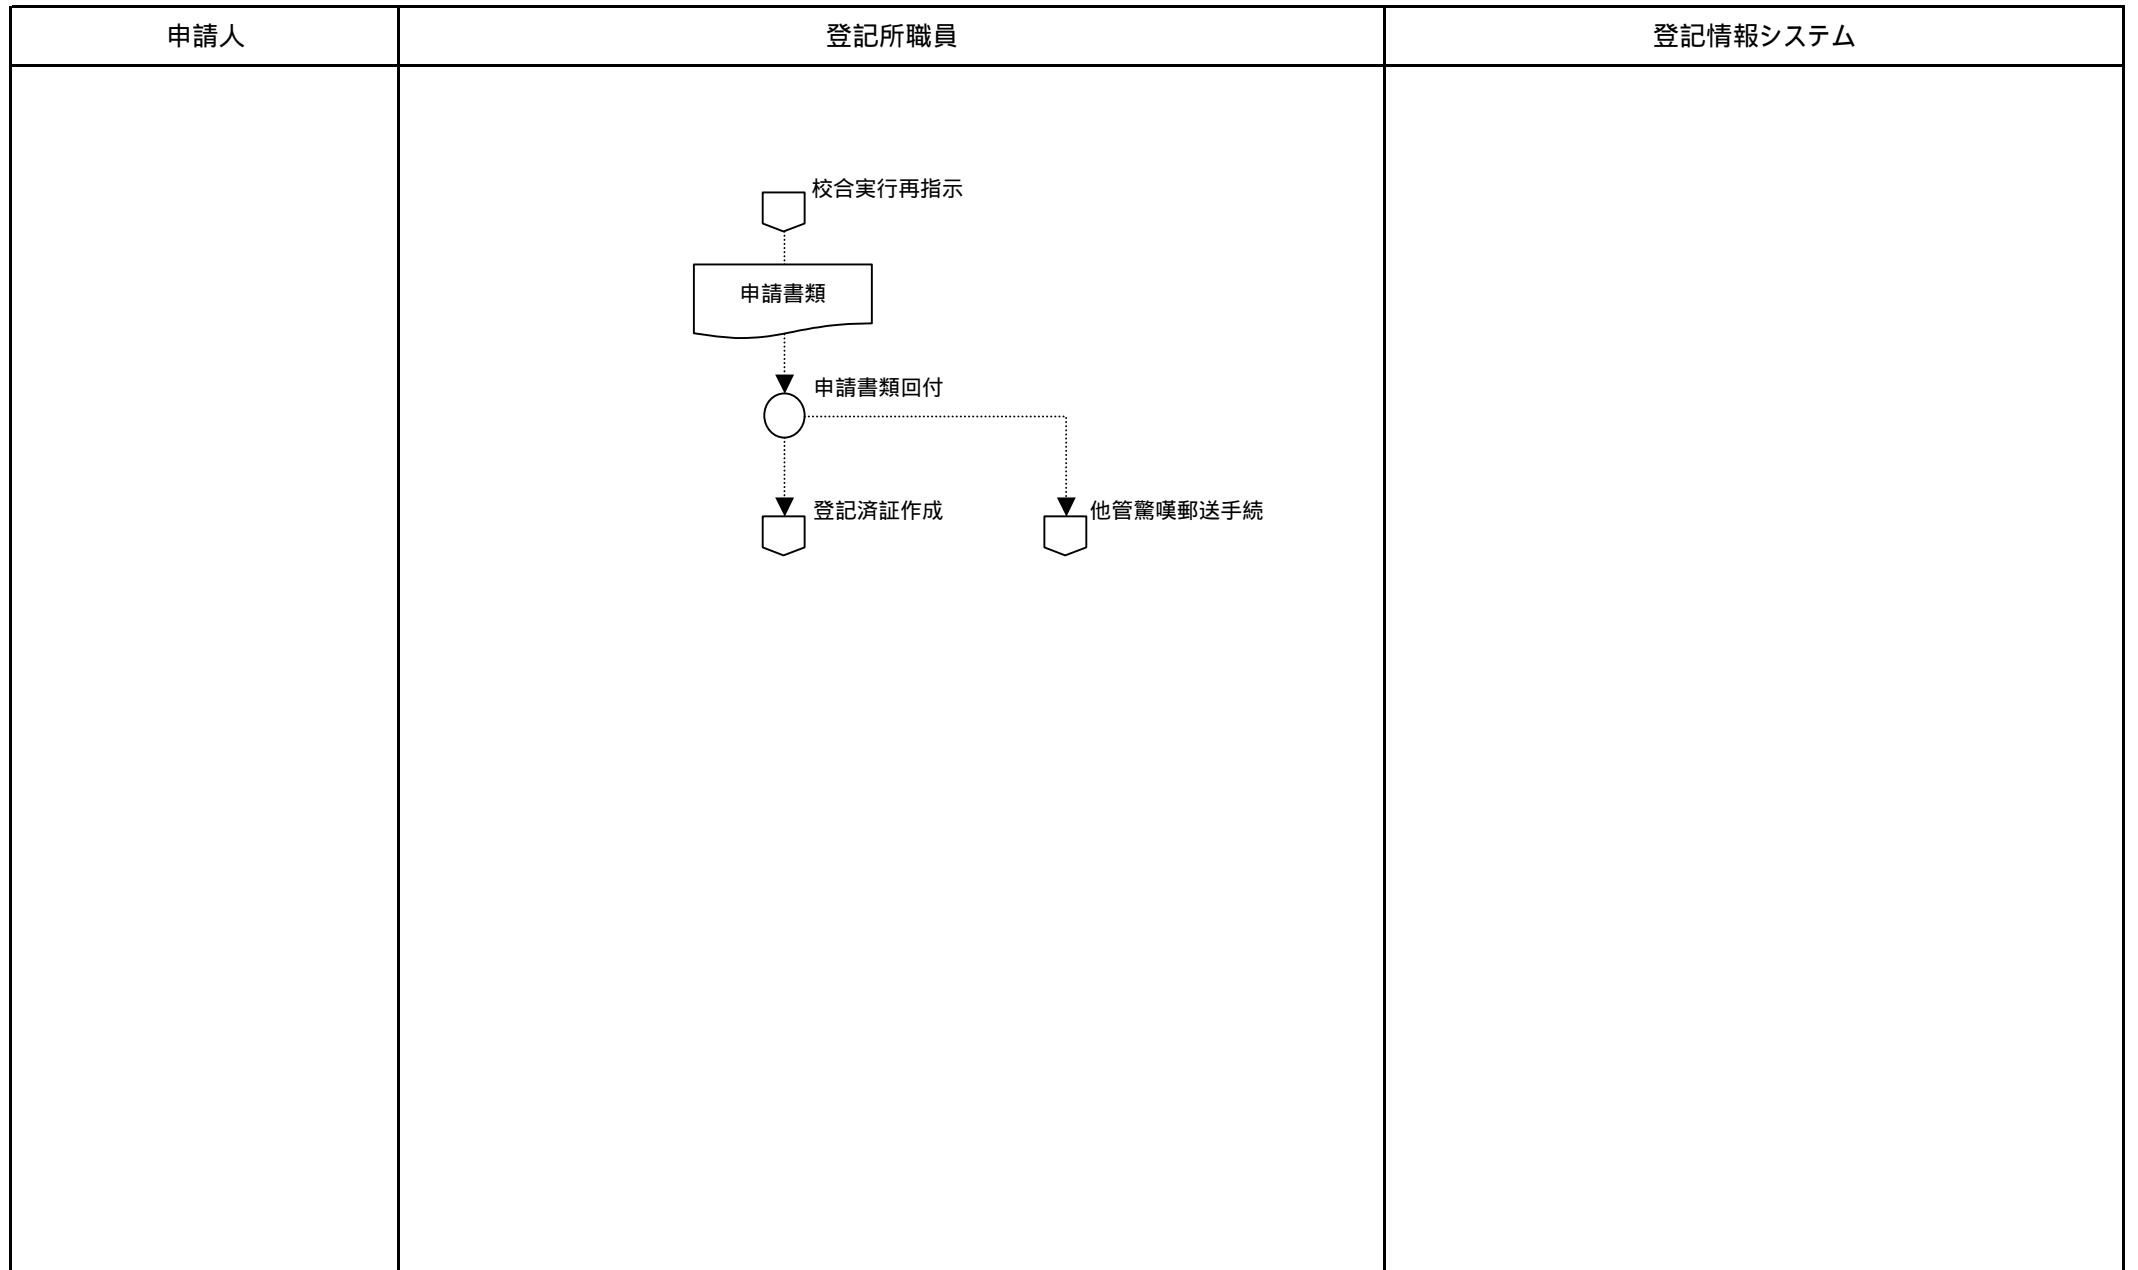 申請人
登記所職員
登記情報システム
校合実行再指示
申請書類
申請書類回付
登記済証作成
他管驚嘆郵送手続